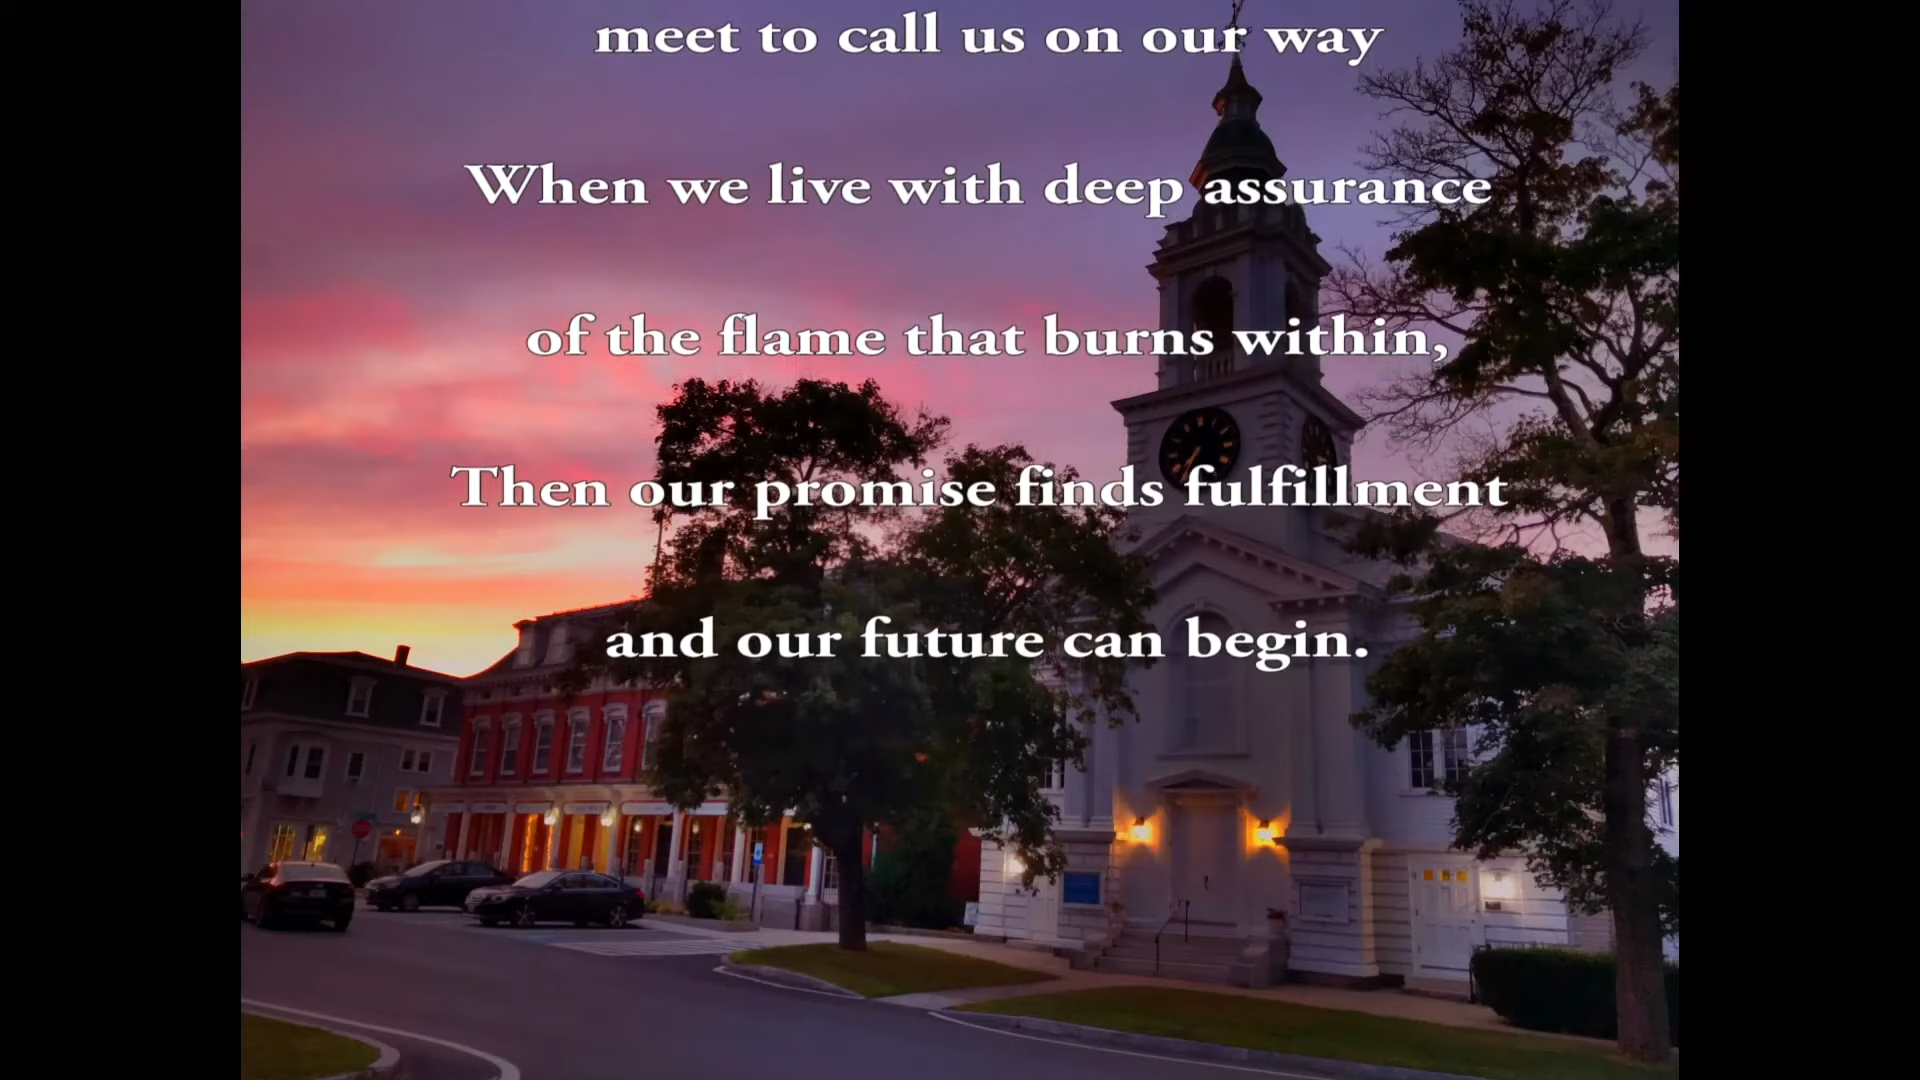 meet to call us on our way
When we live with deep assurance
of the flame that burns within,
Then our promise finds fulfillment
and our future can begin.